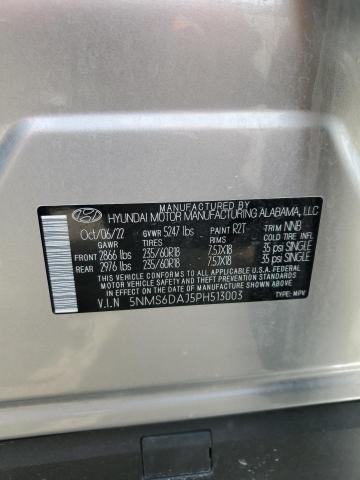 MANUFACTURED BY
HYUNDAI MOTOR MANUFACTURING ALABAMA, LLC
Oct/06/22 GVWR 5247 lbs PAINT R2T TRIM NNB
GAWR TIRES RIMS COLD TIRE INFL
FRONT 2866 lbs 235/60R18 7.5JX18 35 psi SINGLE
REAR 2976 lbs 235/60R18 7.5JX18 35 psi SINGLE
THIS VEHICLE CONFORMS TO ALL APPLICABLE U.S.A. FEDERAL
MOTOR VEHICLE SAFETY, BUMPER, AND
THEFT PREVENTION STANDARDS IN EFFECT ON
THE DATE OF MANUFACTURE SHOWN ABOVE.
V.I.N 5NMS6DAJ5PH513003 TYPE: MPV